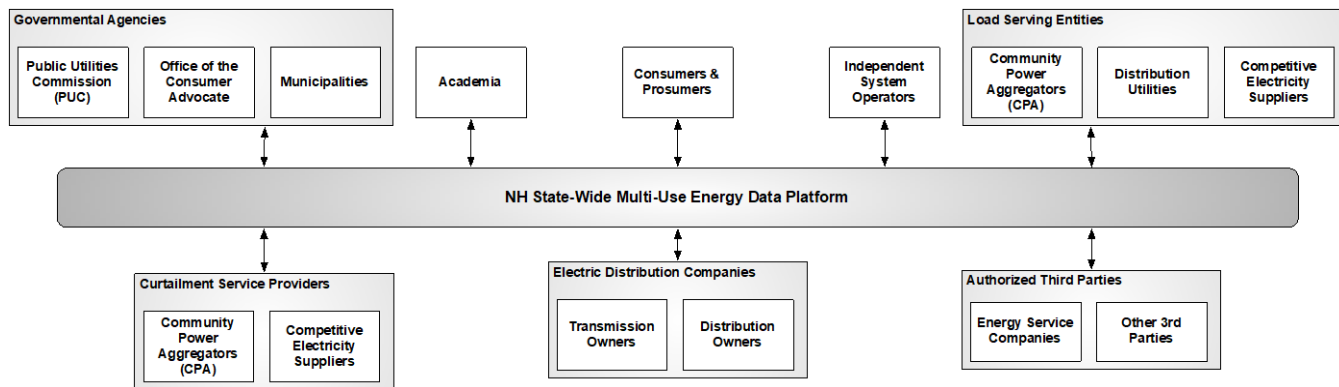 Governmental Agencies
Public Utilities
Commission
(PUC)
Office of the
Consumer
Advocate
Municipalities
Academia
Consumers &
Prosumers
Independent
System
Operators
Load Serving Entities
Community
Power
Aggregators
(CPA)
Distribution
Utilities
Competitive
Electricity
Suppliers
NH State-Wide Multi-Use Energy Data Platform
Curtailment Service Providers
Community
Power
Aggregators
(CPA)
Competitive
Electricity
Suppliers
Electric Distribution Companies
Transmission
Owners
Distribution
Owners
Authorized Third Parties
Energy Service
Companies
Other 3rd
Parties